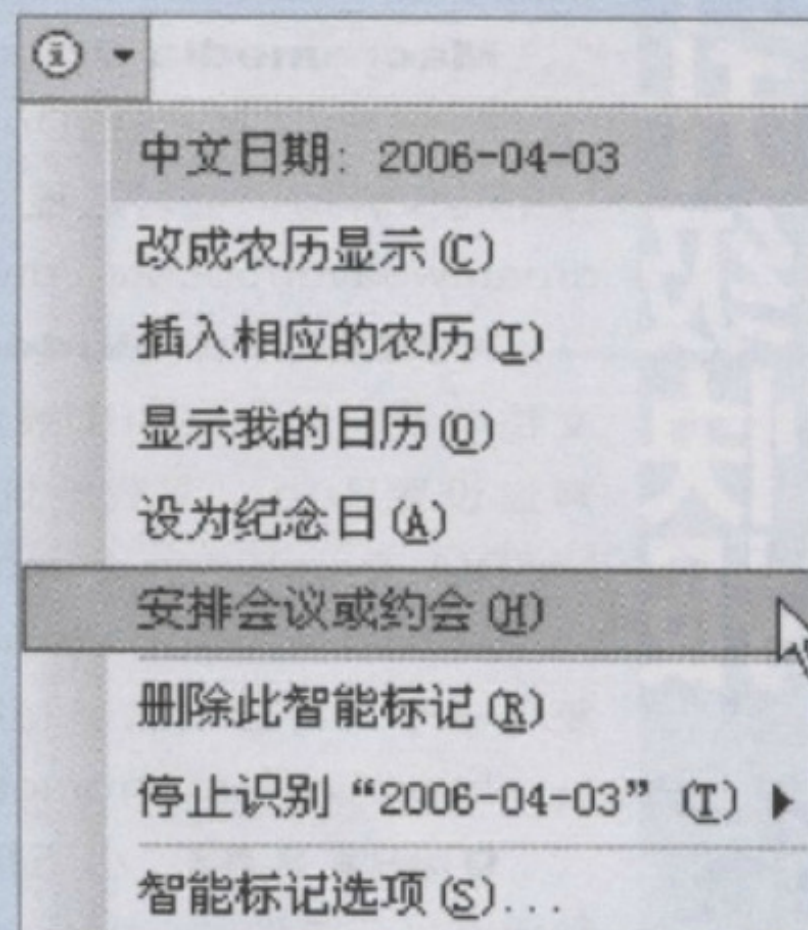 中文日期: 2006-04-03
改成农历显示(C)
插入相应的农历(I)
显示我的日历(O)
设为纪念日(A)
安排会议或约会(H)
删除此智能标记(R)
停止识别“2006-04-03”(T)
智能标记选项(S)...